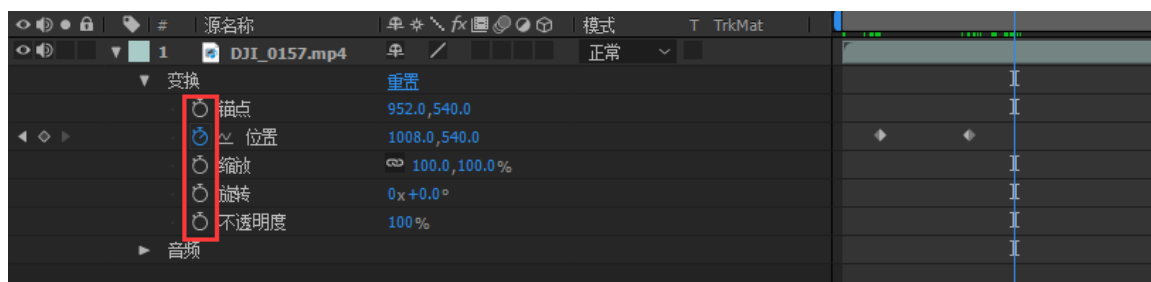 # 源名称 fx 模式 T TrkMat
1 DJI_0157.mp4 正常
变换 重置
锚点 952.0,540.0
位置 1008.0,540.0
缩放 100.0,100.0%
旋转 0x+0.0°
不透明度 100%
音频